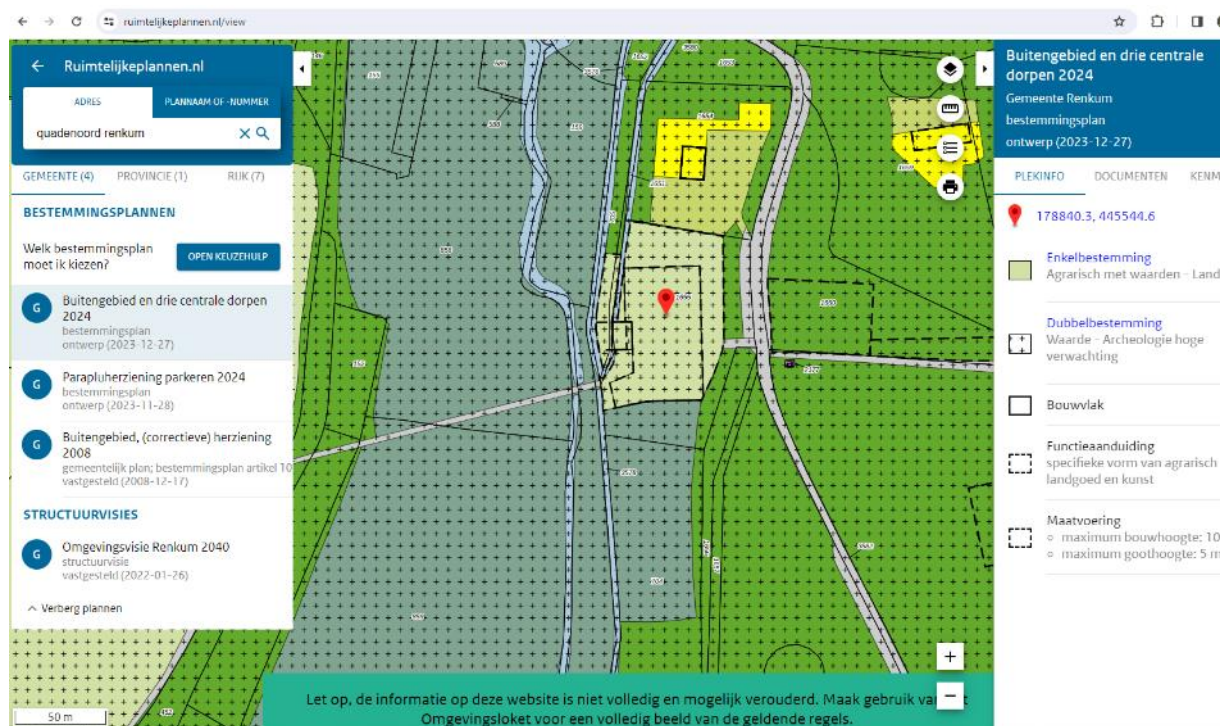 ruimtelijkeplannen.nl/view
Ruimtelijkeplannen.nl
ADRES
PLANNAAM OF -NUMMER
quadenoord renkum
GEMEENTE (4)
PROVINCIE (1)
RIJK (7)
BESTEMMINGSPLANNEN
Welk bestemmingsplan
moet ik kiezen?
OPEN KEUZEHULP
G
Buitengebied en drie centrale dorpen
2024
bestemmingsplan
ontwerp (2023-12-27)
G
Parapluherziening parkeren 2024
bestemmingsplan
ontwerp (2023-11-28)
G
Buitengebied, (correctieve) herziening
2008
gemeentelijk plan; bestemmingsplan artikel 10
vastgesteld (2008-12-17)
STRUCTUURVISIES
G
Omgevingsvisie Renkum 2040
structuurvisie
vastgesteld (2022-01-26)
Verberg plannen
50 m
Let op, de informatie op deze website is niet volledig en mogelijk verouderd. Maak gebruik van
Omgevingsloket voor een volledig beeld van de geldende regels.
Buitengebied en drie centrale
dorpen 2024
Gemeente Renkum
bestemmingsplan
ontwerp (2023-12-27)
PLEKINFO
DOCUMENTEN
KENM
178840.3, 445544.6
Enkelbestemming
Agrarisch met waarden - Land
Dubbelbestemming
Waarde - Archeologie hoge
verwachting
Bouwvlak
Functieaanduiding
specifieke vorm van agrarisch
landgoed en kunst
Maatvoering
maximum bouwhoogte: 10
maximum goothoogte: 5 m